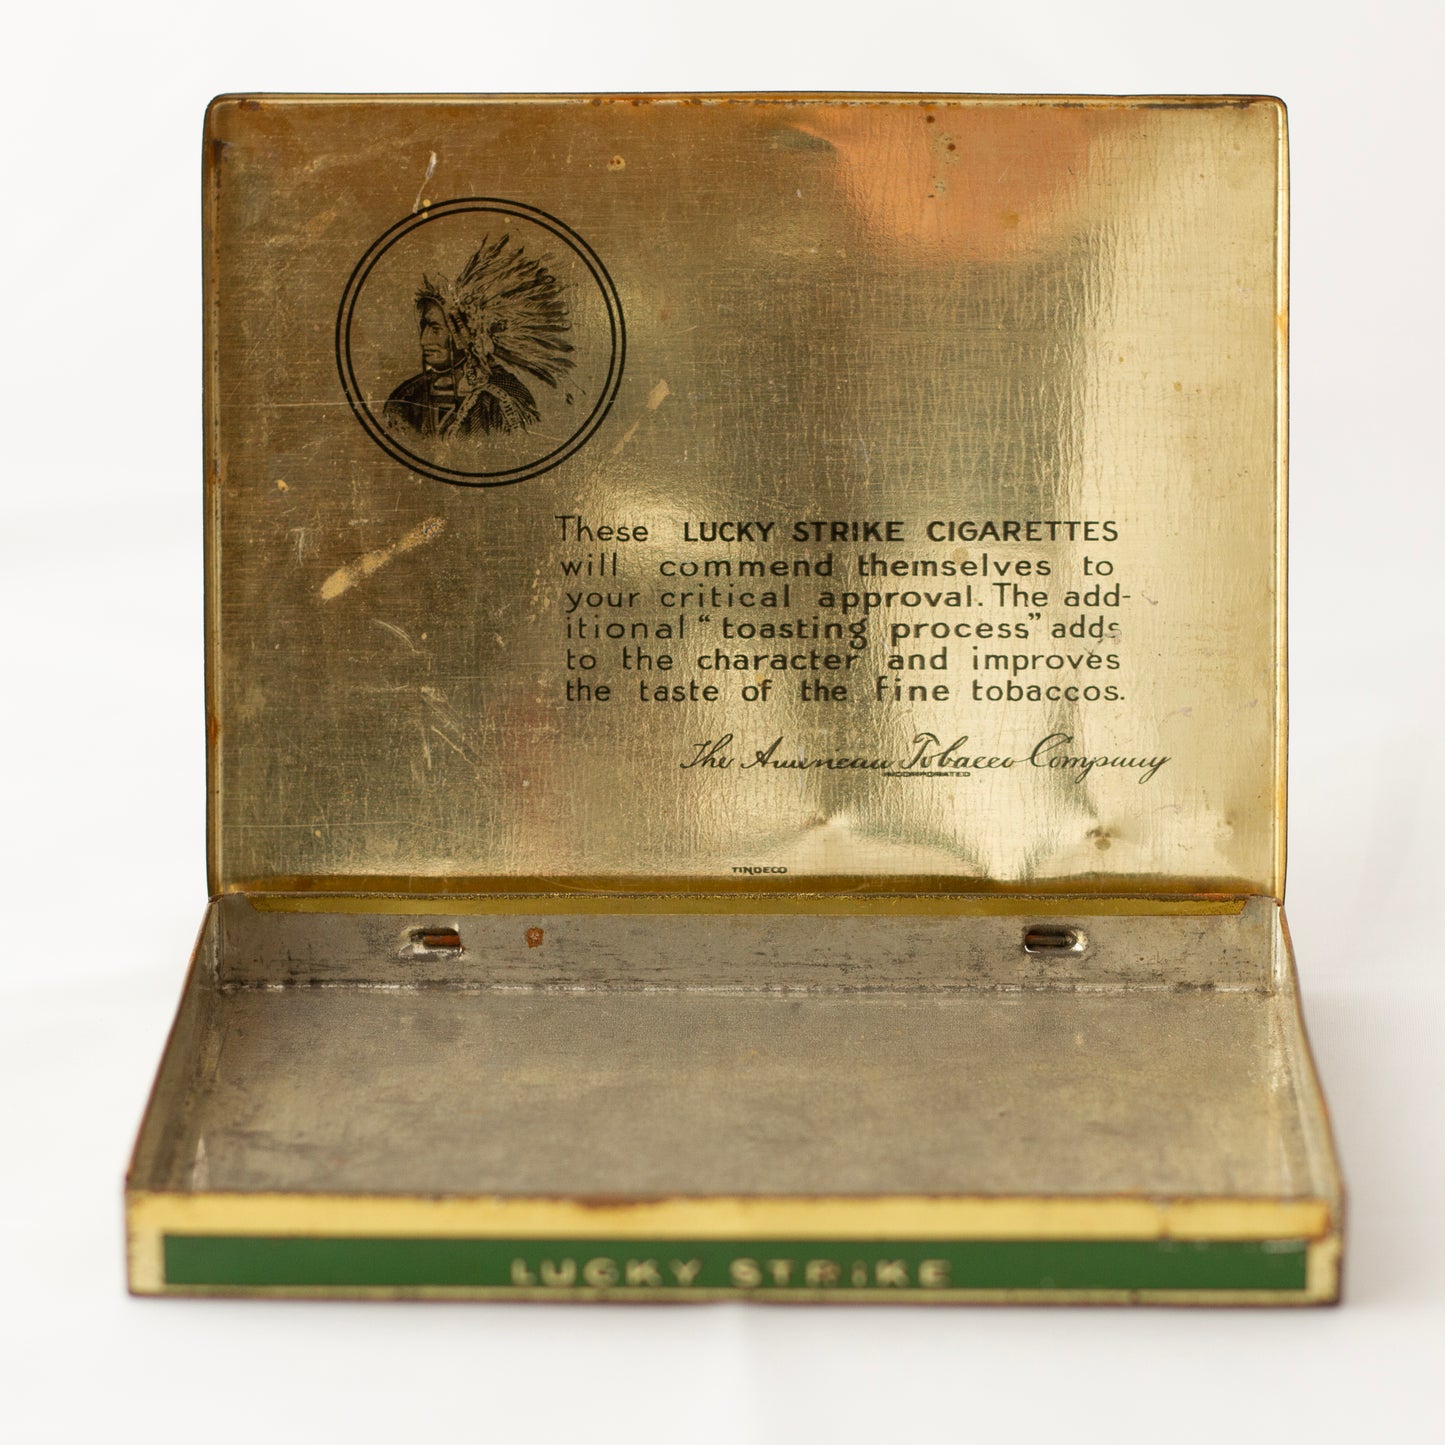 These LUCKY STRIKE CIGARETTES
will commend themselves to
your critical approval. The add-
itional "toasting process" adds
to the character and improves
the taste of the fine tobaccos.
The American Tobacco Company
INCORPORATED
TINDECO
LUCKY STRIKE